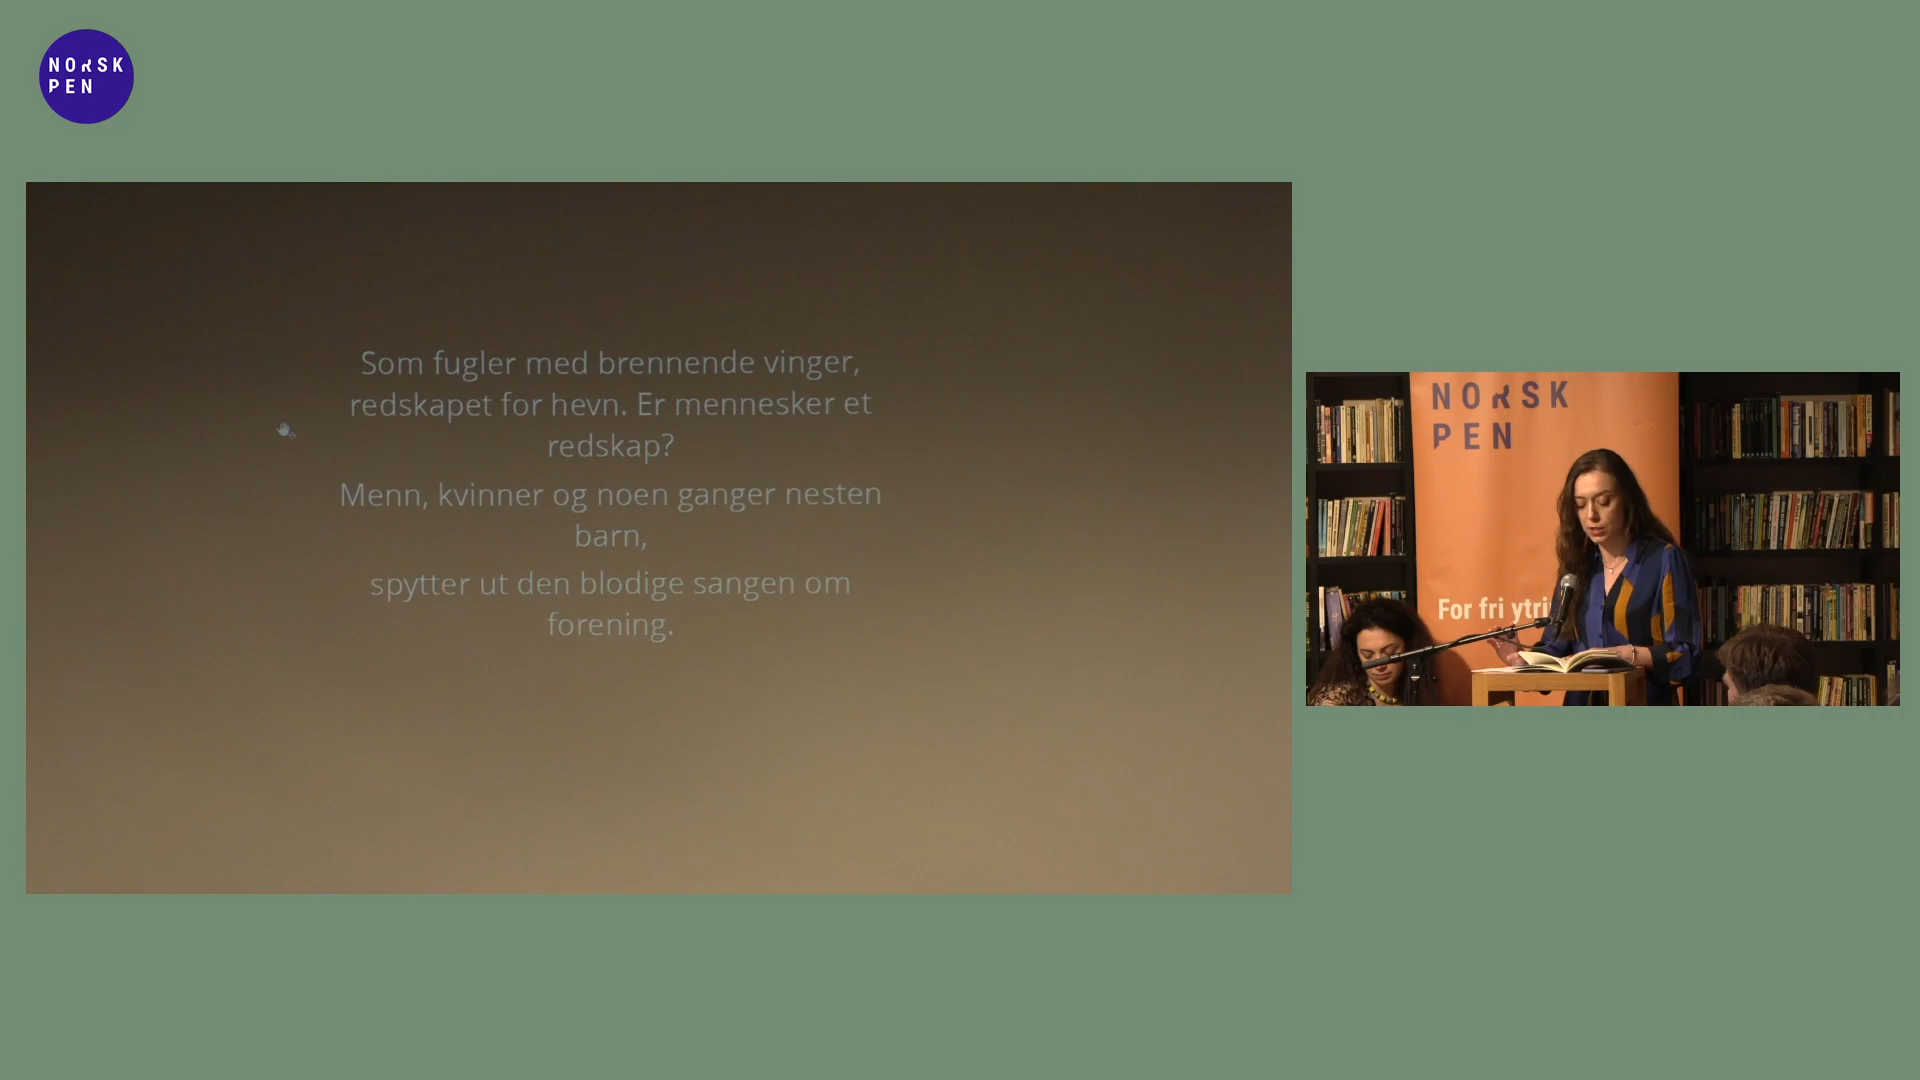 NORSK
PEN
Som fugler med brennende vinger,
redskapet for hevn. Er mennesker et
redskap?
Menn, kvinner og noen ganger nesten
barn,
spytter ut den blodige sangen om
forening.
NORSK
PEN
For fri ytri